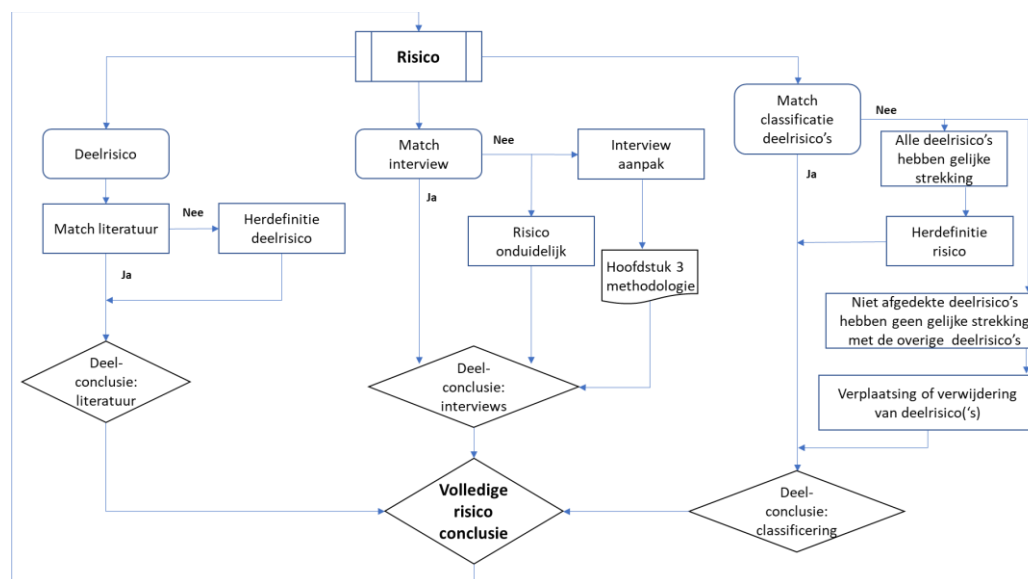 Risico
Deelrisico
Match literatuur
Nee
Herdefinitie
deelrisico
Ja
Deel-
conclusie:
literatuur
Match
interview
Nee
Interview
aanpak
Ja
Risico
onduidelijk
Hoofdstuk 3
methodologie
Deel-
conclusie:
interviews
Match
classificatie
deelrisico's
Nee
Alle deelrisico's
hebben gelijke
strekking
Ja
Herdefinitie
risico
Niet afgedekte deelrisico's
hebben geen gelijke strekking
met de overige deelrisico's
Verplaatsing of verwijdering
van deelrisico('s)
Deel-
conclusie:
classificering
Volledige
risico
conclusie